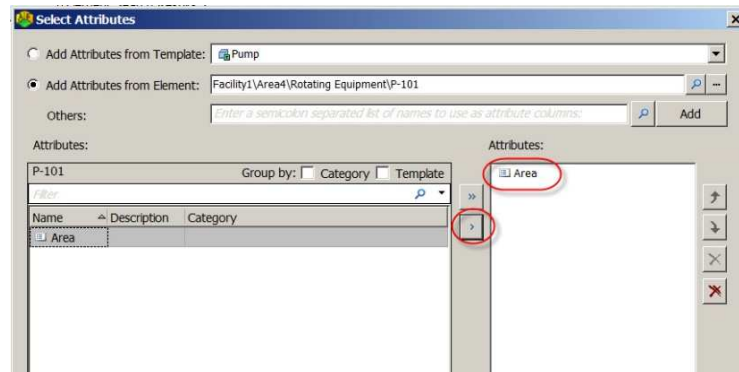 Select Attributes
Add Attributes from Template: Pump
Add Attributes from Element: Facility1\Area4\Rotating Equipment\P-101
Others: Enter a semicolon separated list of names to use as attribute columns: Add
Attributes: Attributes:
P-101 Group by: Category Template
Area
Filter
Name Description Category
Area